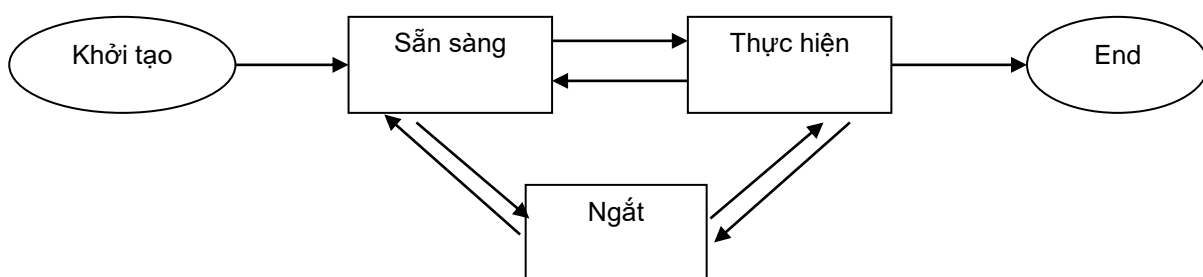 Khởi tạo
Sẵn sàng
Thực hiện
End
Ngắt